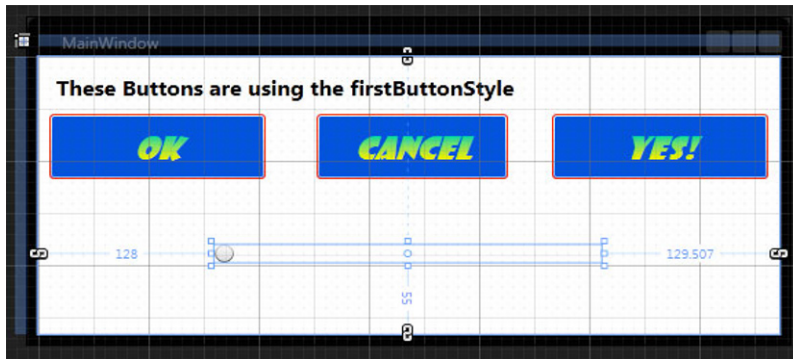 MainWindow
These Buttons are using the firstButtonStyle
OK CANCEL YES!
128 129.507
55